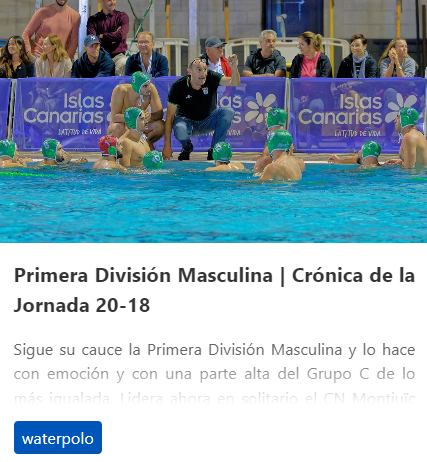 Islas
Canarias
LATITUD DE VIDA
Islas
Canarias
LATITUD DE VIDA
Primera División Masculina | Crónica de la
Jornada 20-18
Sigue su cauce la Primera División Masculina y lo hace
con emoción y con una parte alta del Grupo C de lo
más igualada. Lidera ahora en solitario el CN Montjuïc
waterpolo